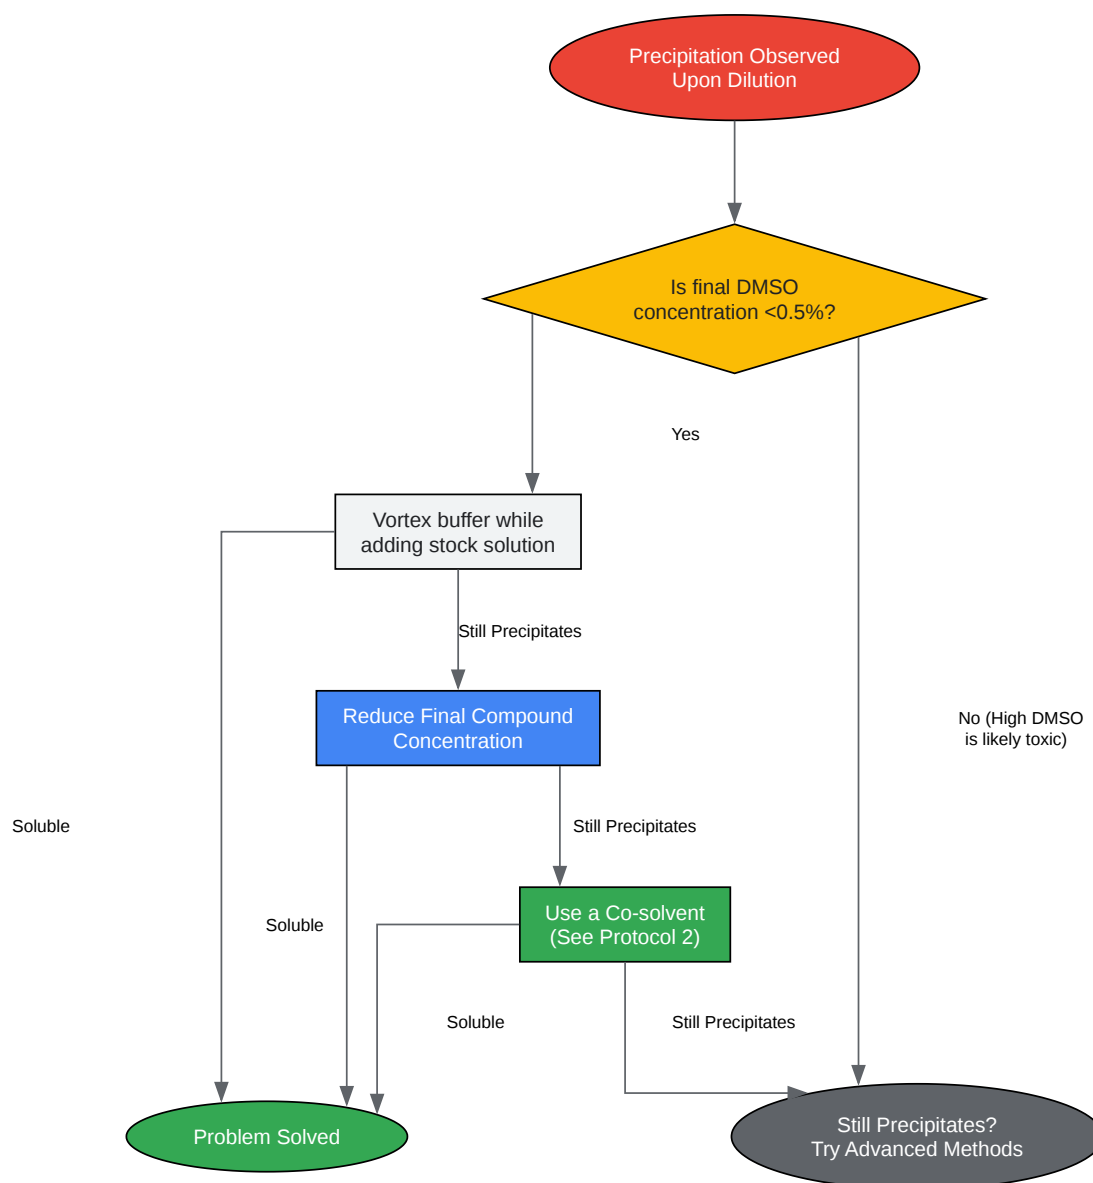 Precipitation Observed
Upon Dilution
Is final DMSO
concentration <0.5%?
Yes
Vortex buffer while
adding stock solution
Still Precipitates
Reduce Final Compound
Concentration
No (High DMSO
is likely toxic)
Soluble
Still Precipitates
Soluble
Use a Co-solvent
(See Protocol 2)
Soluble
Still Precipitates
Problem Solved
Still Precipitates?
Try Advanced Methods